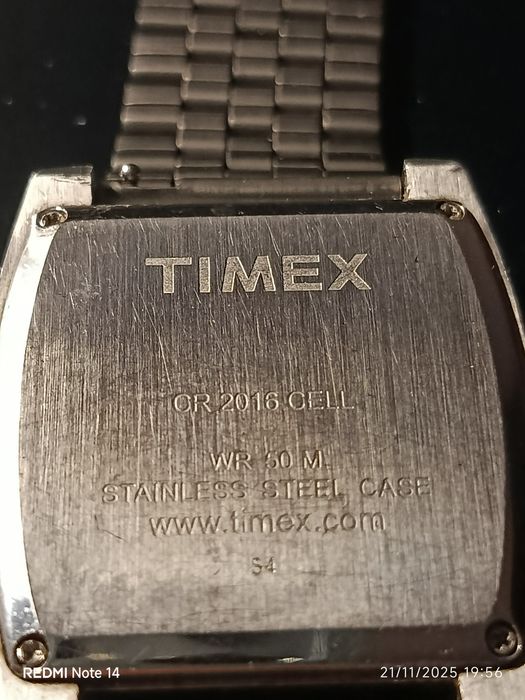 TIMEX
CR 2016 CELL
WR 50 M.
STAINLESS STEEL CASE
www.timex.com
S4
REDMI Note 14
21/11/2025 19:56